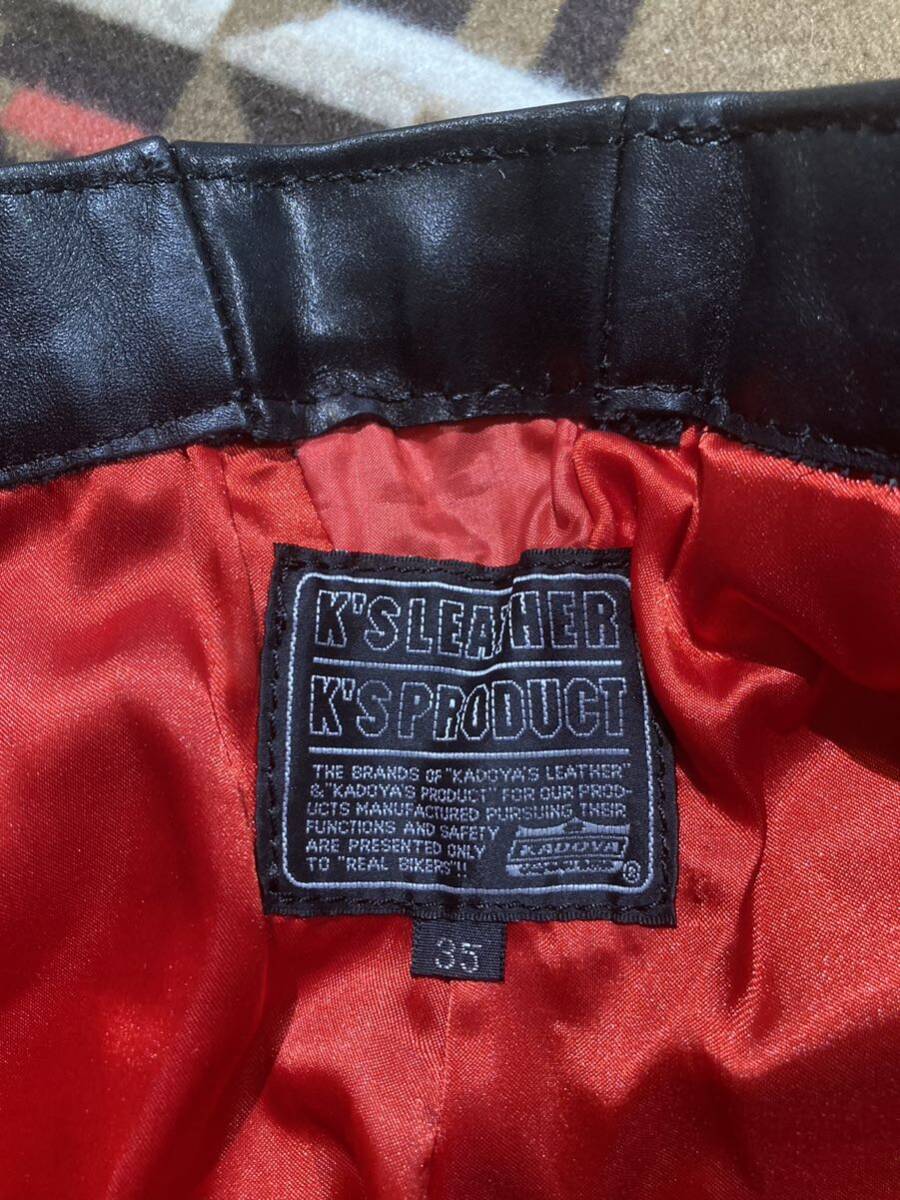 K'S LEATHER
K'S PRODUCT
THE BRANDS OF "KADOYA'S LEATHER"
& "KADOYA'S PRODUCT" FOR OUR PROD-
UCTS MANUFACTURED PURSUING THEIR
FUNCTIONS AND SAFETY
ARE PRESENTED ONLY
TO "REAL BIKERS"!!
KADOYA
®
35